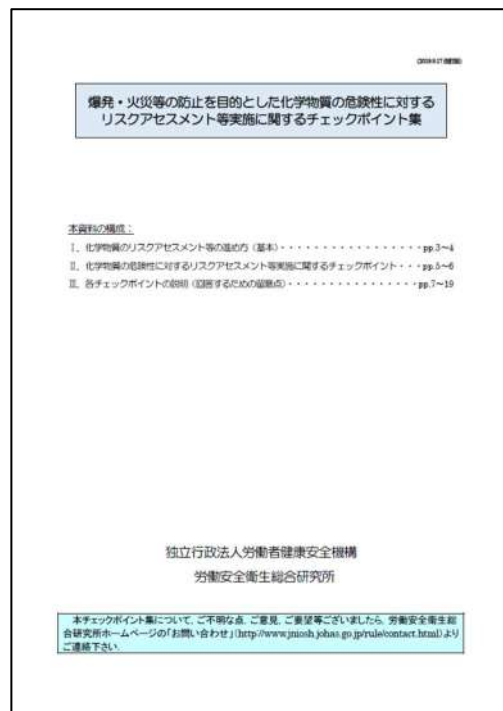 爆発・火災等の防止を目的とした化学物質の危険性に対する
リスクアセスメント等実施に関するチェックポイント集
本資料の構成：
Ⅰ．化学物質のリスクアセスメント等の進め方（基本）・・・・・・・・・・・・・・・・・・pp.3～4
Ⅱ．化学物質の危険性に対するリスクアセスメント等実施に関するチェックポイント・・・pp.5～6
Ⅲ．各チェックポイントの説明（回答するための留意点）・・・・・・・・・・・・・・・・pp.7～19
独立行政法人労働者健康安全機構
労働安全衛生総合研究所
本チェックポイント集について，ご不明な点，ご意見，ご要望等ございましたら，労働安全衛生総
合研究所ホームページの「お問い合わせ」（http://www.jniosh.johas.go.jp/rule/contact.html）より
ご連絡下さい．